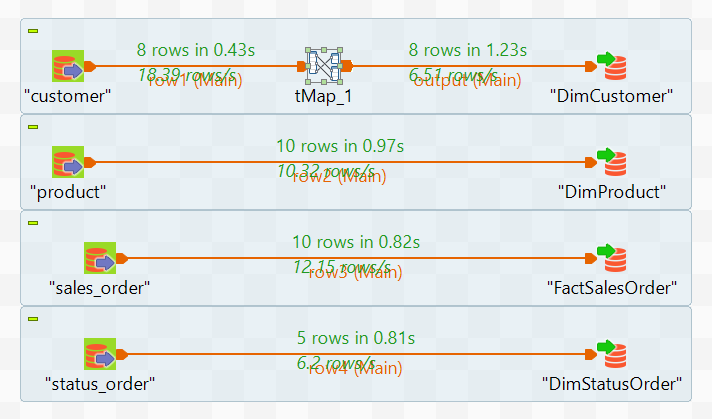 8 rows in 0.43s
18.39 rows/s
row1 (Main)
8 rows in 1.23s
6.51 rows/s
output (Main)
"customer"
tMap_1
"DimCustomer"
10 rows in 0.97s
10.32 rows/s
row2 (Main)
"product"
"DimProduct"
10 rows in 0.82s
12.15 rows/s
row3 (Main)
"sales_order"
"FactSalesOrder"
5 rows in 0.81s
6.2 rows/s
row4 (Main)
"status_order"
"DimStatusOrder"